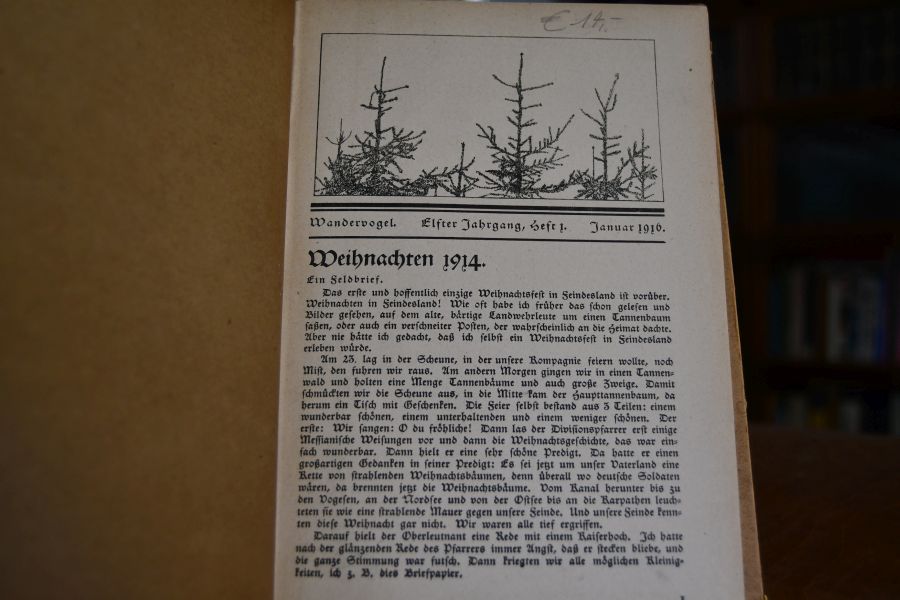 € 14,-
Wandervogel. Elfter Jahrgang, Heft 1. Januar 1916.
Weihnachten 1914.
Ein Feldbrief.
Das erste und hoffentlich einzige Weihnachtsfest in Feindesland ist vorüber.
Weihnachten in Feindesland! Wie oft habe ich früher das schon gelesen und
Bilder gesehen, auf dem alte, bärtige Landwehrleute um einen Tannenbaum
saßen, oder auch ein verschneiter Posten, der wahrscheinlich an die Heimat dachte.
Aber nie hätte ich gedacht, daß ich selbst ein Weihnachtsfest in Feindesland
erleben würde.
Am 23. lag in der Scheune, in der unsere Kompagnie feiern wollte, noch
Mist, den fuhren wir raus. Am andern Morgen gingen wir in einen Tannen-
wald und holten eine Menge Tannenbäume und auch große Zweige. Damit
schmückten wir die Scheune aus, in die Mitte kam der Haupttannenbaum, da
herum ein Tisch mit Geschenken. Die Feier selbst bestand aus 3 Teilen: einem
wunderbar schönen, einem unterhaltenden und einem weniger schönen. Der
erste: Wir sangen: O du fröhliche! Dann las der Divisionspfarrer erst einige
Messianische Weisungen vor und dann die Weihnachtsgeschichte, das war ein-
fach wunderbar. Dann hielt er eine sehr schöne Predigt. Da hatte er einen
großartigen Gedanken in seiner Predigt: Es sei jetzt um unser Vaterland eine
Kette von strahlenden Weihnachtsbäumen, denn überall wo deutsche Soldaten
wären, da brennten jetzt die Weihnachtsbäume. Vom Kanal herunter bis zu
den Vogesen, an der Nordsee und von der Ostsee bis an die Karpathen leuch-
teten sie wie eine strahlende Mauer gegen unsere Feinde. Und unsere Feinde kenn-
ten diese Weihnacht gar nicht. Wir waren alle tief ergriffen.
Darauf hielt der Oberleutnant eine Rede mit einem Kaiserhoch. Ich hatte
nach der glänzenden Rede des Pfarrers immer Angst, daß er stecken bliebe, und
die ganze Stimmung war futsch. Dann kriegten wir alle möglichen Kleinig-
keiten, ich z. B. dies Briefpapier.